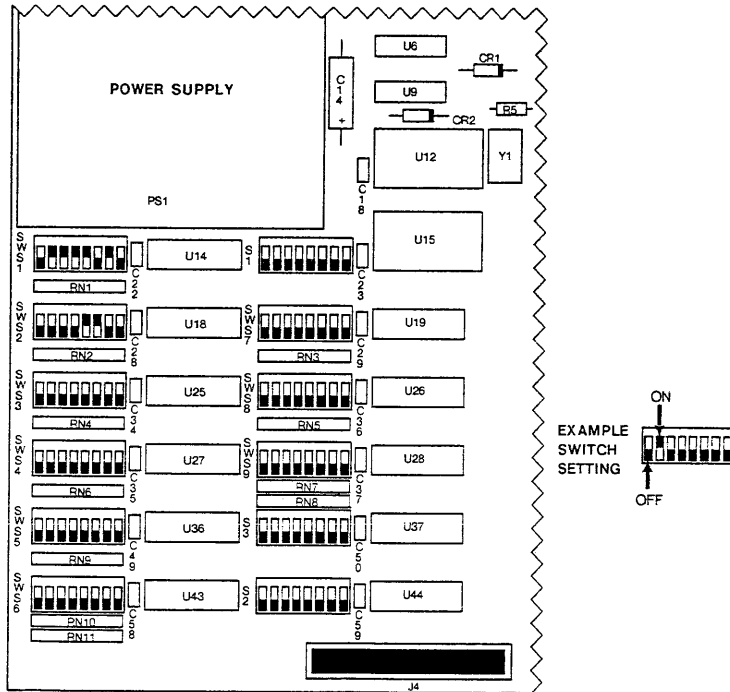 POWER SUPPLY
PS1
C14
+
U6
CR1
U9
CR2
R5
U12
Y1
C18
U15
SWS1
U14
C22
RN1
S1
C23
SWS2
U18
C28
RN2
SWS7
U19
C29
RN3
SWS3
U25
C34
RN4
SWS8
U26
C36
RN5
SWS4
U27
C35
RN6
SWS9
U28
C37
RN7
RN8
SWS5
U36
C49
RN9
S3
U37
C50
SWS6
U43
C58
RN10
RN11
S2
U44
C59
J4
ON
EXAMPLE
SWITCH
SETTING
OFF